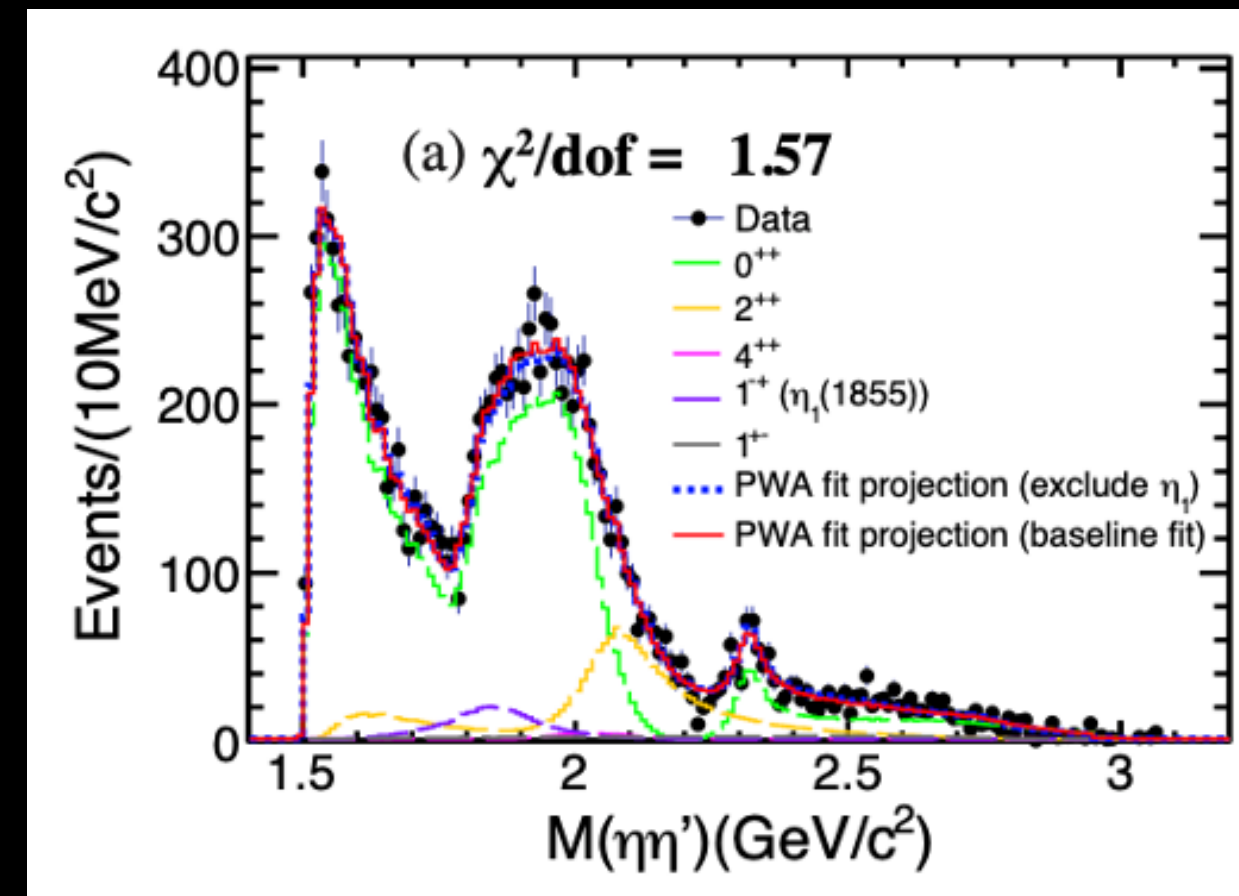 400
300
200
100
0
Events/(10MeV/c²)
(a) χ²/dof = 1.57
Data
0⁺⁺
2⁺⁺
4⁺⁺
1⁻⁺ (η₁(1855))
1⁺⁻
PWA fit projection (exclude η₁)
PWA fit projection (baseline fit)
1.5 2 2.5 3
M(ηη')(GeV/c²)